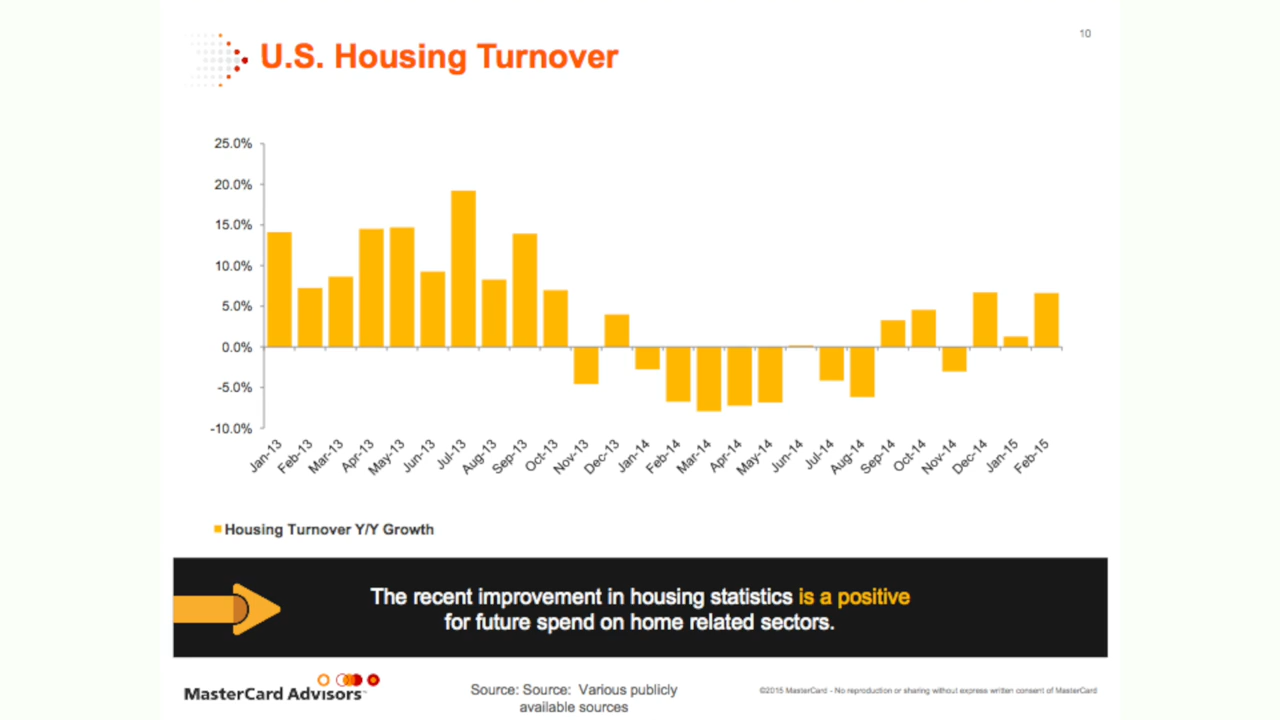 10
U.S. Housing Turnover
25.0%
20.0%
15.0%
10.0%
5.0%
0.0%
-5.0%
-10.0%
Jan-13
Feb-13
Mar-13
Apr-13
May-13
Jun-13
Jul-13
Aug-13
Sep-13
Oct-13
Nov-13
Dec-13
Jan-14
Feb-14
Mar-14
Apr-14
May-14
Jun-14
Jul-14
Aug-14
Sep-14
Oct-14
Nov-14
Dec-14
Jan-15
Feb-15
Housing Turnover Y/Y Growth
The recent improvement in housing statistics is a positive
for future spend on home related sectors.
MasterCard Advisors
Source: Source: Various publicly
available sources
©2015 MasterCard - No reproduction or sharing without express written consent of MasterCard